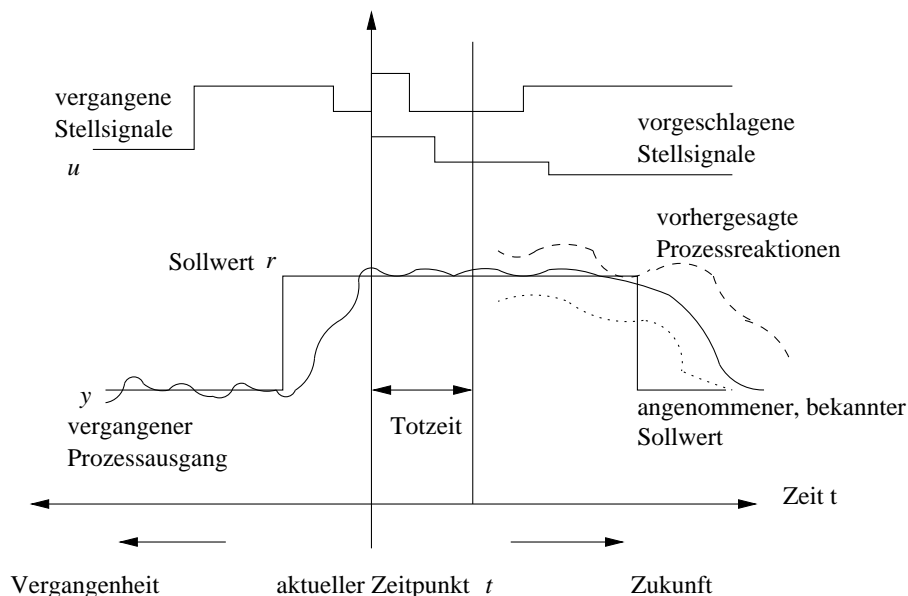 vergangene
Stellsignale
u
vorgeschlagene
Stellsignale
vorhergesagte
Prozessreaktionen
Sollwert r
y
vergangener
Prozessausgang
Totzeit
angenommener, bekannter
Sollwert
Zeit t
Vergangenheit
aktueller Zeitpunkt t
Zukunft